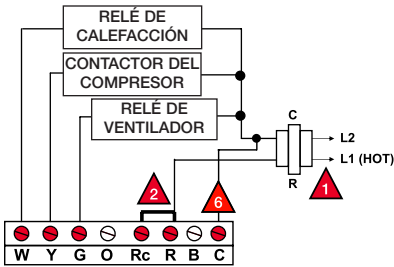 RELÉ DE
CALEFACCIÓN
CONTACTOR DEL
COMPRESOR
RELÉ DE
VENTILADOR
C
L2
L1 (HOT)
R
1
2
6
W Y G O Rc R B C